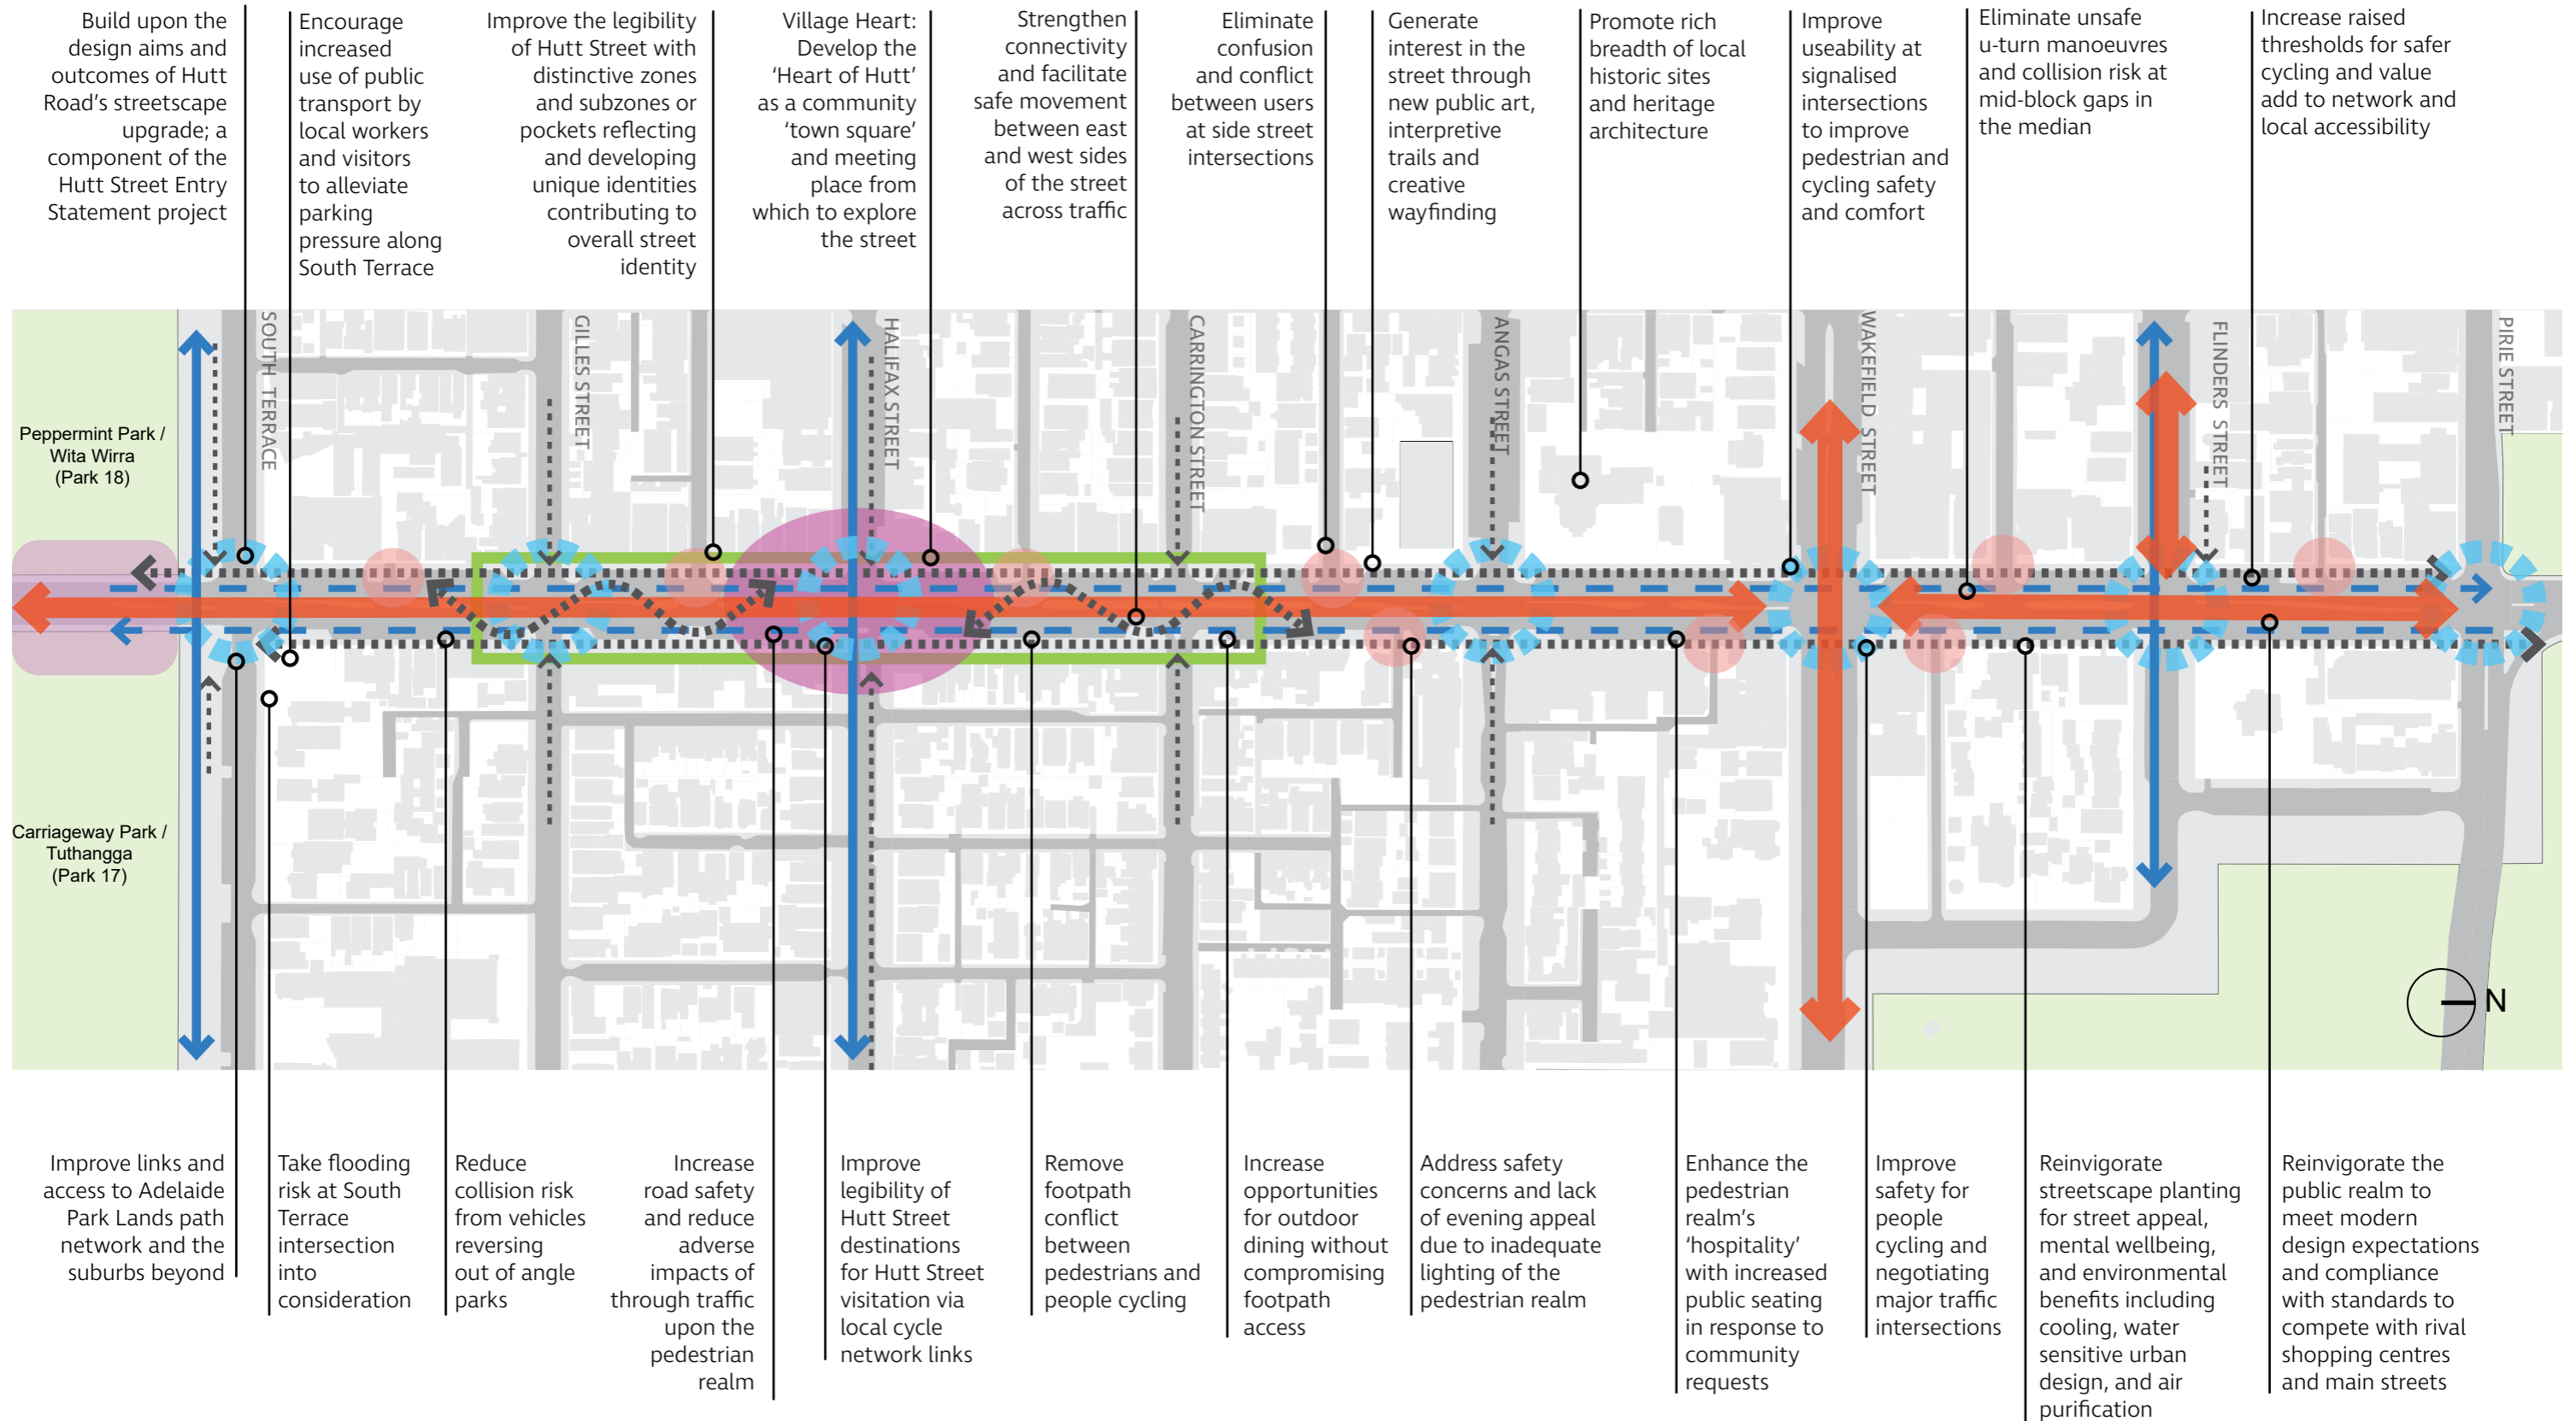 Build upon the
design aims and
outcomes of Hutt
Road's streetscape
upgrade; a
component of the
Hutt Street Entry
Statement project
Encourage
increased
use of public
transport by
local workers
and visitors
to alleviate
parking
pressure along
South Terrace
Improve the legibility
of Hutt Street with
distinctive zones
and subzones or
pockets reflecting
and developing
unique identities
contributing to
overall street
identity
Village Heart:
Develop the
‘Heart of Hutt’
as a community
‘town square’
and meeting
place from
which to explore
the street
Strengthen
connectivity
and facilitate
safe movement
between east
and west sides
of the street
across traffic
Eliminate
confusion
and conflict
between users
at side street
intersections
Generate
interest in the
street through
new public art,
interpretive
trails and
creative
wayfinding
Promote rich
breadth of local
historic sites
and heritage
architecture
Improve
useability at
signalised
intersections
to improve
pedestrian and
cycling safety
and comfort
Eliminate unsafe
u-turn manoeuvres
and collision risk at
mid-block gaps in
the median
Increase raised
thresholds for safer
cycling and value
add to network and
local accessibility
SOUTH TERRACE
GILLES STREET
HALIFAX STREET
CARRINGTON STREET
ANGAS STREET
WAKEFIELD STREET
FLINDERS STREET
PIRIE STREET
Peppermint Park /
Wita Wirra
(Park 18)
Carriageway Park /
Tuthangga
(Park 17)
N
Improve links and
access to Adelaide
Park Lands path
network and the
suburbs beyond
Take flooding
risk at South
Terrace
intersection
into
consideration
Reduce
collision risk
from vehicles
reversing
out of angle
parks
Increase
road safety
and reduce
adverse
impacts of
through traffic
upon the
pedestrian
realm
Improve
legibility of
Hutt Street
destinations
for Hutt Street
visitation via
local cycle
network links
Remove
footpath
conflict
between
pedestrians and
people cycling
Increase
opportunities
for outdoor
dining without
compromising
footpath
access
Address safety
concerns and lack
of evening appeal
due to inadequate
lighting of the
pedestrian realm
Enhance the
pedestrian
realm's
‘hospitality’
with increased
public seating
in response to
community
requests
Improve
safety for
people
cycling and
negotiating
major traffic
intersections
Reinvigorate
streetscape planting
for street appeal,
mental wellbeing,
and environmental
benefits including
cooling, water
sensitive urban
design, and air
purification
Reinvigorate the
public realm to
meet modern
design expectations
and compliance
with standards to
compete with rival
shopping centres
and main streets